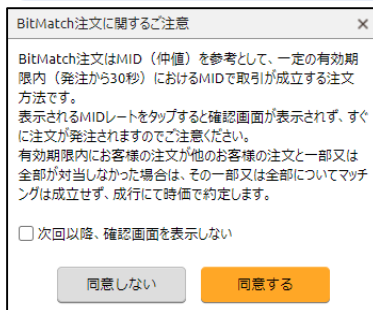 BitMatch注文に関するご注意
×
BitMatch注文はMID（仲値）を参考として、一定の有効期
限内（発注から30秒）におけるMIDで取引が成立する注文
方法です。
表示されるMIDレートをタップすると確認画面が表示されず、すぐ
に注文が発注されますのでご注意ください。
有効期限内にお客様の注文が他のお客様の注文と一部又は
全部が対当しなかった場合は、その一部又は全部についてマッチ
ングは成立せず、成行にて時価で約定します。
次回以降、確認画面を表示しない
同意しない
同意する